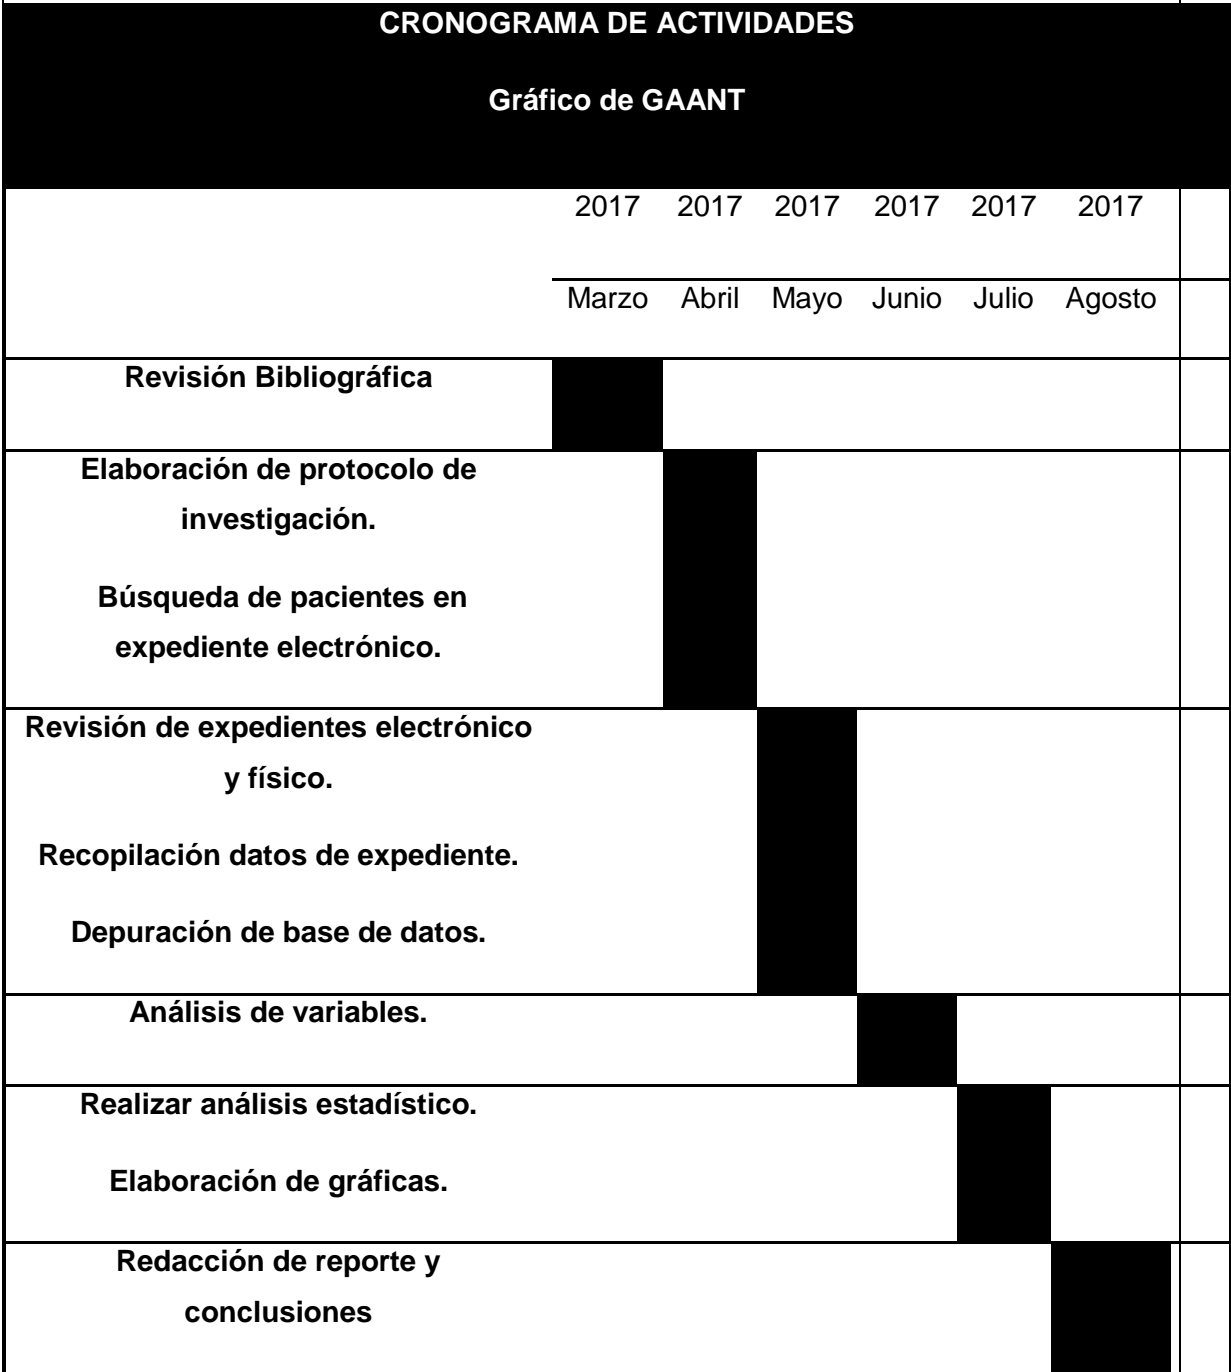 CRONOGRAMA DE ACTIVIDADES
Gráfico de GAANT
2017 2017 2017 2017 2017 2017
Marzo Abril Mayo Junio Julio Agosto
Revisión Bibliográfica
Elaboración de protocolo de
investigación.
Búsqueda de pacientes en
expediente electrónico.
Revisión de expedientes electrónico
y físico.
Recopilación datos de expediente.
Depuración de base de datos.
Análisis de variables.
Realizar análisis estadístico.
Elaboración de gráficas.
Redacción de reporte y
conclusiones